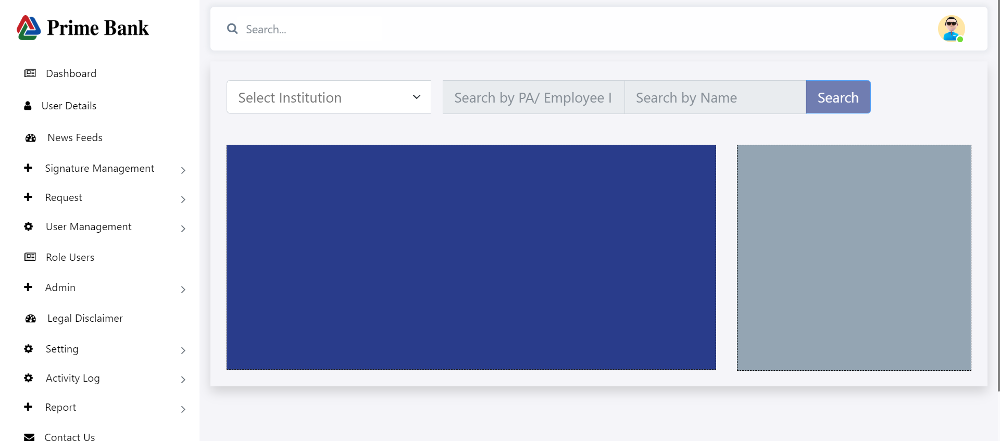 Prime Bank
Search...
Dashboard
User Details
News Feeds
Signature Management
Request
User Management
Role Users
Admin
Legal Disclaimer
Setting
Activity Log
Report
Contact Us
Select Institution
Search by PA/ Employee I
Search by Name
Search